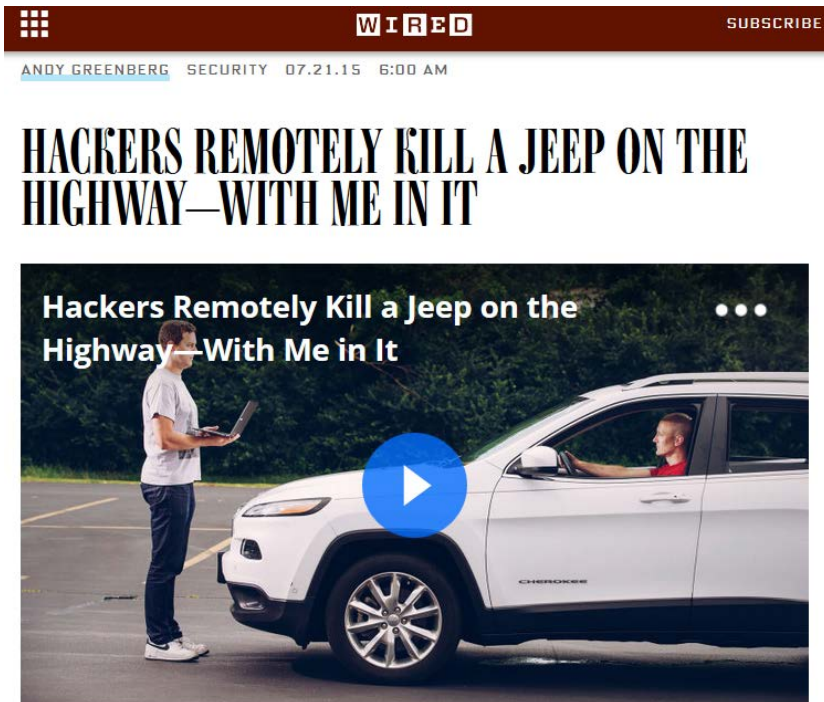 WIRED
SUBSCRIBE
ANDY GREENBERG SECURITY 07.21.15 6:00 AM
HACKERS REMOTELY KILL A JEEP ON THE
HIGHWAY—WITH ME IN IT
Hackers Remotely Kill a Jeep on the
Highway—With Me in It
CHEROKEE